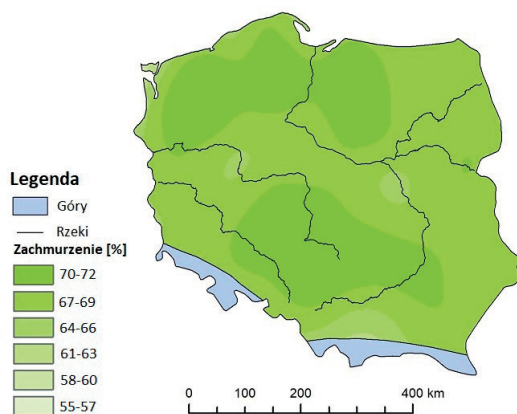 Legenda
Góry
Rzeki
Zachmurzenie [%]
70-72
67-69
64-66
61-63
58-60
55-57
0 100 200 400 km